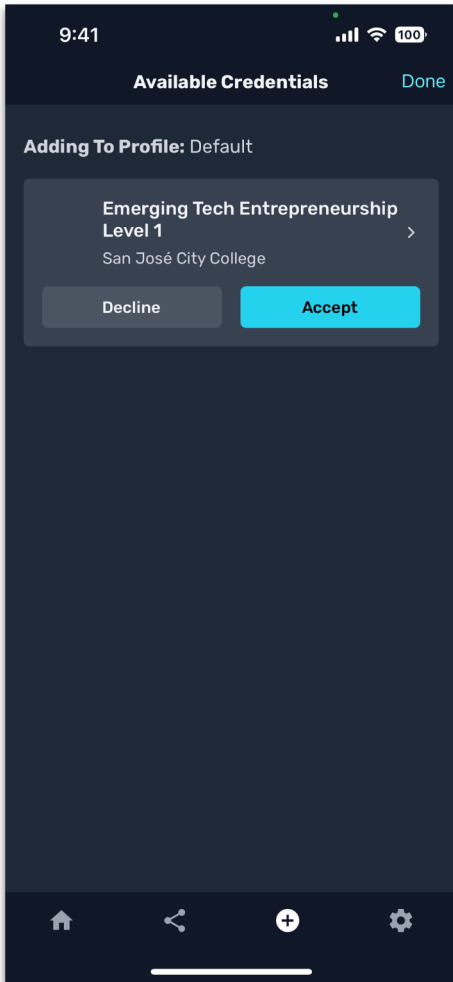 9:41
100
Available Credentials
Done
Adding To Profile: Default
Emerging Tech Entrepreneurship
Level 1
San José City College
Decline
Accept